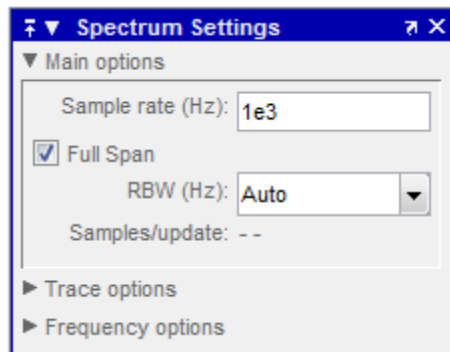 Spectrum Settings
Main options
Sample rate (Hz): 1e3
Full Span
RBW (Hz): Auto
Samples/update: - -
Trace options
Frequency options